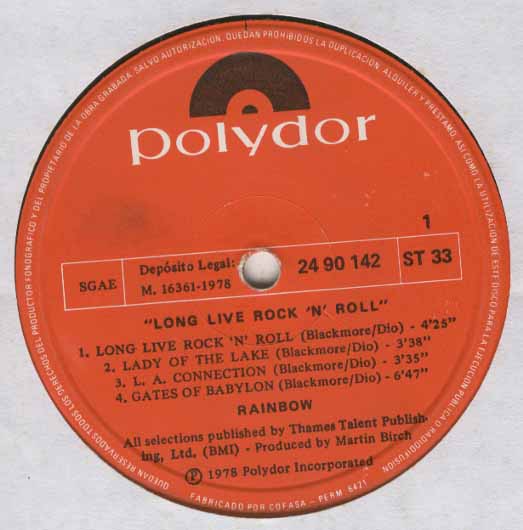 QUEDAN RESERVADOS TODOS LOS DERECHOS DEL PRODUCTOR FONOGRAFICO Y DEL PROPIETARIO DE LA OBRA GRABADA. SALVO AUTORIZACION, QUEDAN PROHIBIDOS LA DUPLICACION, ALQUILER Y PRESTAMO, ASI COMO LA UTILIZACION DE ESTE DISCO PARA LA EJECUCION PUBLICA O RADIODIFUSION.
polydor
1
SGAE
Depósito Legal:
M. 16361-1978
24 90 142
ST 33
"LONG LIVE ROCK 'N' ROLL"
1. LONG LIVE ROCK 'N' ROLL (Blackmore/Dio) - 4'25"
2. LADY OF THE LAKE (Blackmore/Dio) - 3'38"
3. L. A. CONNECTION (Blackmore/Dio) - 3'35"
4. GATES OF BABYLON (Blackmore/Dio) - 6'47"
RAINBOW
All selections published by Thames Talent Publish-
ing, Ltd. (BMI) - Produced by Martin Birch
Ⓟ 1978 Polydor Incorporated
FABRICADO POR COFASA - PERM. 6421